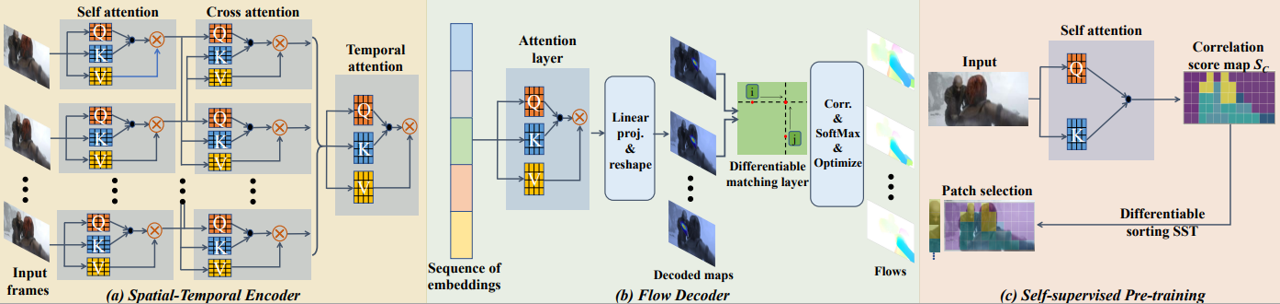 Self attention
Cross attention
Temporal
attention
Q
K
V
Q
K
V
Q
K
V
Q
K
V
Q
K
V
Q
K
V
Q
K
V
Input
frames
(a) Spatial-Temporal Encoder
Attention
layer
Q
K
V
Sequence of
embeddings
Linear
proj.
&
reshape
Decoded maps
i
j
Differentiable
matching layer
Corr.
&
SoftMax
&
Optimize
Flows
(b) Flow Decoder
Self attention
Input
Q
K
Correlation
score map S_C
Patch selection
Differentiable
sorting SST
(c) Self-supervised Pre-training